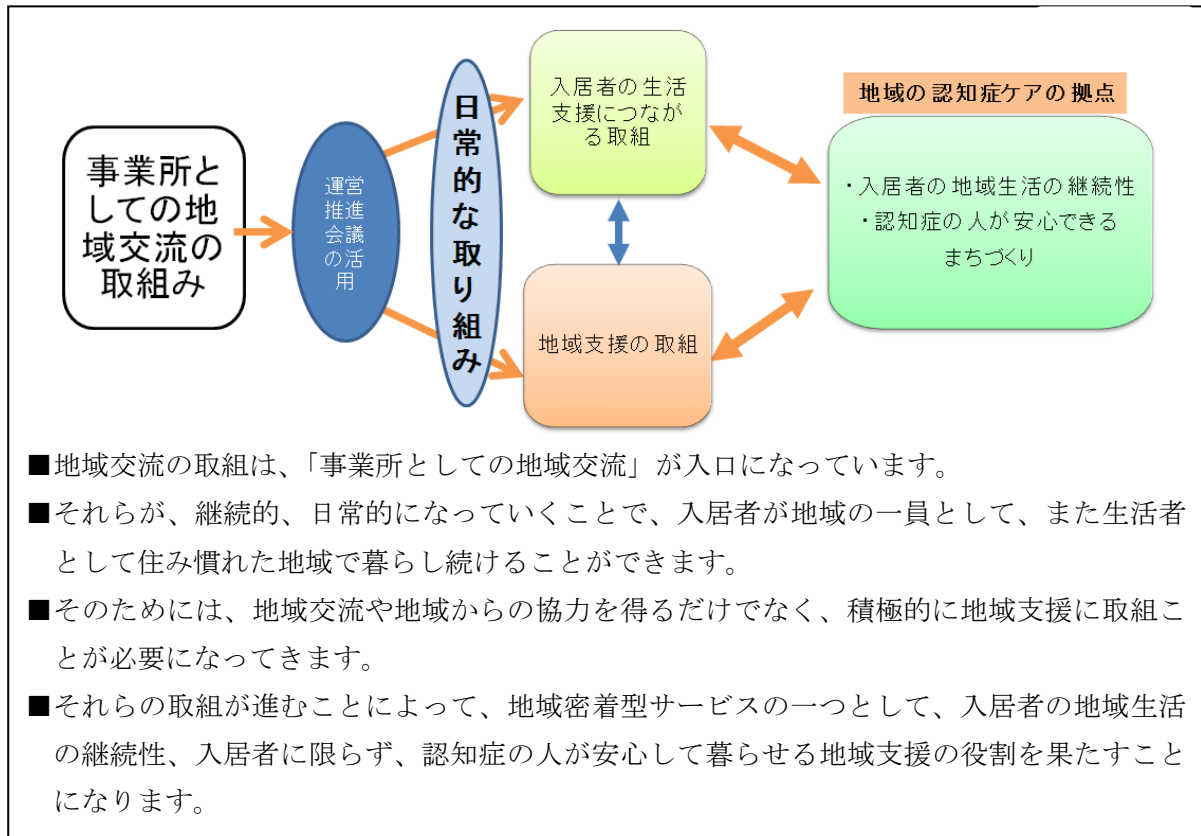 事業所と
しての地
域交流の
取組み
運営
推進
会議
の活
用
日常的な取り組み
入居者の生活
支援につなが
る取組
地域支援の取組
地域の認知症ケアの拠点
・入居者の地域生活の継続性
・認知症の人が安心できる
まちづくり
■地域交流の取組は、「事業所としての地域交流」が入口になっています。
■それらが、継続的、日常的になっていくことで、入居者が地域の一員として、また生活者
として住み慣れた地域で暮らし続けることができます。
■そのためには、地域交流や地域からの協力を得るだけでなく、積極的に地域支援に取組こ
とが必要になってきます。
■それらの取組が進むことによって、地域密着型サービスの一つとして、入居者の地域生活
の継続性、入居者に限らず、認知症の人が安心して暮らせる地域支援の役割を果たすこと
になります。